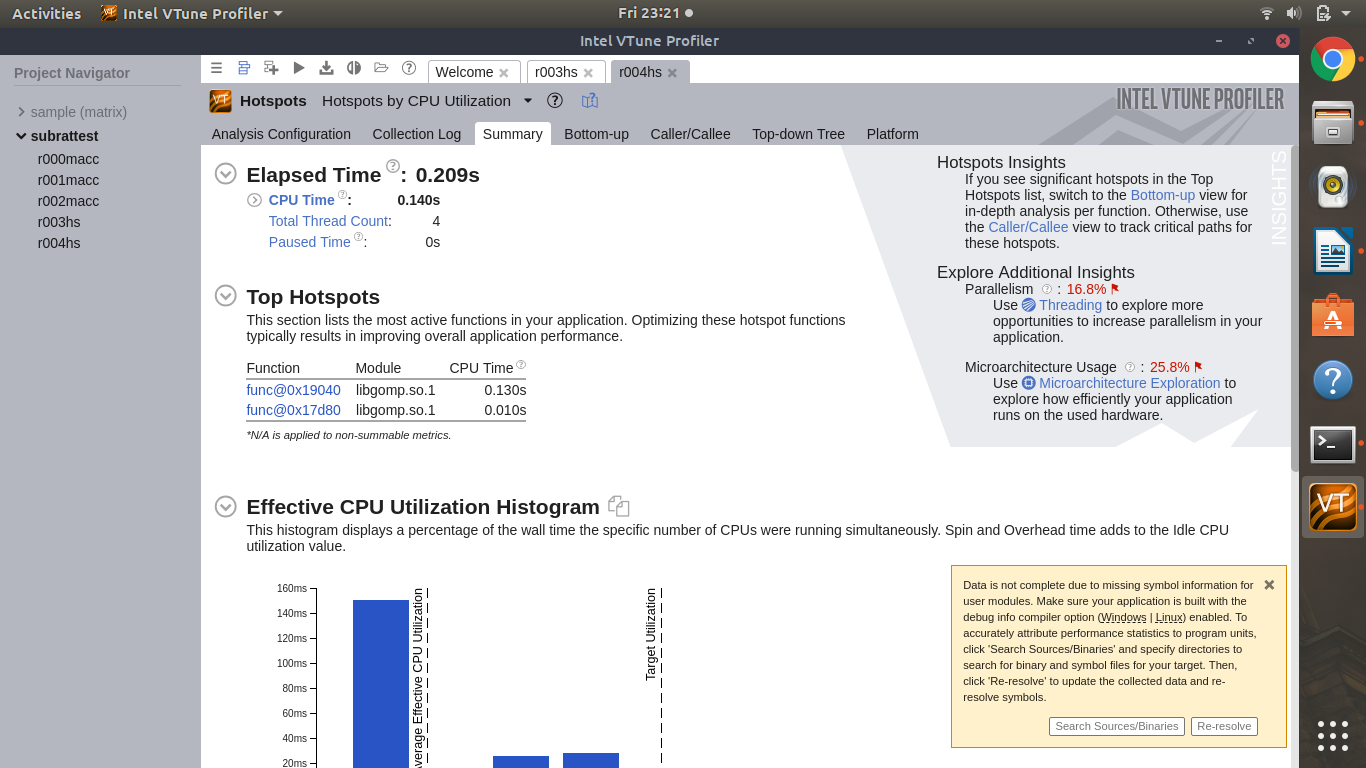 Activities
Intel VTune Profiler
Fri 23:21
Intel VTune Profiler
Project Navigator
sample (matrix)
subrattest
r000macc
r001macc
r002macc
r003hs
r004hs
Welcome
r003hs
r004hs
VT
Hotspots
Hotspots by CPU Utilization
INTEL VTUNE PROFILER
Analysis Configuration
Collection Log
Summary
Bottom-up
Caller/Callee
Top-down Tree
Platform
Elapsed Time ? : 0.209s
CPU Time ? : 0.140s
Total Thread Count: 4
Paused Time ? : 0s
Top Hotspots
This section lists the most active functions in your application. Optimizing these hotspot functions
typically results in improving overall application performance.
Function Module CPU Time ?
func@0x19040 libgomp.so.1 0.130s
func@0x17d80 libgomp.so.1 0.010s
*N/A is applied to non-summable metrics.
INSIGHTS
Hotspots Insights
If you see significant hotspots in the Top
Hotspots list, switch to the Bottom-up view for
in-depth analysis per function. Otherwise, use
the Caller/Callee view to track critical paths for
these hotspots.
Explore Additional Insights
Parallelism ? : 16.8%
Use Threading to explore more
opportunities to increase parallelism in your
application.
Microarchitecture Usage ? : 25.8%
Use Microarchitecture Exploration to
explore how efficiently your application
runs on the used hardware.
Effective CPU Utilization Histogram
This histogram displays a percentage of the wall time the specific number of CPUs were running simultaneously. Spin and Overhead time adds to the Idle CPU
utilization value.
160ms
140ms
120ms
100ms
80ms
60ms
40ms
20ms
verage Effective CPU Utilization
Target Utilization
Data is not complete due to missing symbol information for
user modules. Make sure your application is built with the
debug info compiler option (Windows | Linux) enabled. To
accurately attribute performance statistics to program units,
click 'Search Sources/Binaries' and specify directories to
search for binary and symbol files for your target. Then,
click 'Re-resolve' to update the collected data and re-
resolve symbols.
Search Sources/Binaries
Re-resolve
VT